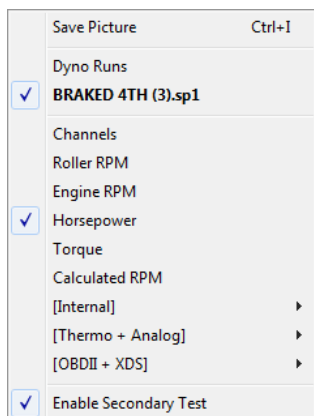 Save Picture Ctrl+I
Dyno Runs
BRAKED 4TH (3).sp1
Channels
Roller RPM
Engine RPM
Horsepower
Torque
Calculated RPM
[Internal]
[Thermo + Analog]
[OBDII + XDS]
Enable Secondary Test